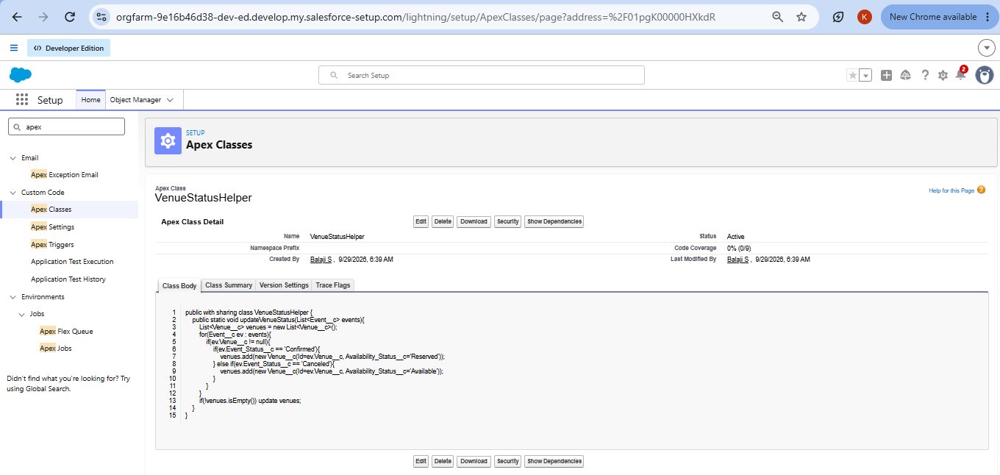 orgfarm-9e16b46d38-dev-ed.develop.my.salesforce-setup.com/lightning/setup/ApexClasses/page?address=%2F01pgK00000HXkdR
K
New Chrome available
Developer Edition
Search Setup
2
Setup
Home
Object Manager
apex
SETUP
Apex Classes
Email
Apex Exception Email
Custom Code
Apex Classes
Apex Settings
Apex Triggers
Application Test Execution
Application Test History
Environments
Jobs
Apex Flex Queue
Apex Jobs
Didn't find what you're looking for? Try
using Global Search.
Apex Class
VenueStatusHelper
Help for this Page ?
Apex Class Detail
Edit Delete Download Security Show Dependencies
Name VenueStatusHelper Status Active
Namespace Prefix Code Coverage 0% (0/9)
Created By Balaji S , 9/29/2026, 6:39 AM Last Modified By Balaji S , 9/29/2026, 6:39 AM
Class Body Class Summary Version Settings Trace Flags
1 public with sharing class VenueStatusHelper {
2 public static void updateVenueStatus(List<Event__c> events){
3 List<Venue__c> venues = new List<Venue__c>();
4 for(Event__c ev : events){
5 if(ev.Venue__c != null){
6 if(ev.Event_Status__c == 'Confirmed'){
7 venues.add(new Venue__c(Id=ev.Venue__c, Availability_Status__c='Reserved'));
8 } else if(ev.Event_Status__c == 'Canceled'){
9 venues.add(new Venue__c(Id=ev.Venue__c, Availability_Status__c='Available'));
10 }
11 }
12 }
13 if(!venues.isEmpty()) update venues;
14 }
15 }
Edit Delete Download Security Show Dependencies